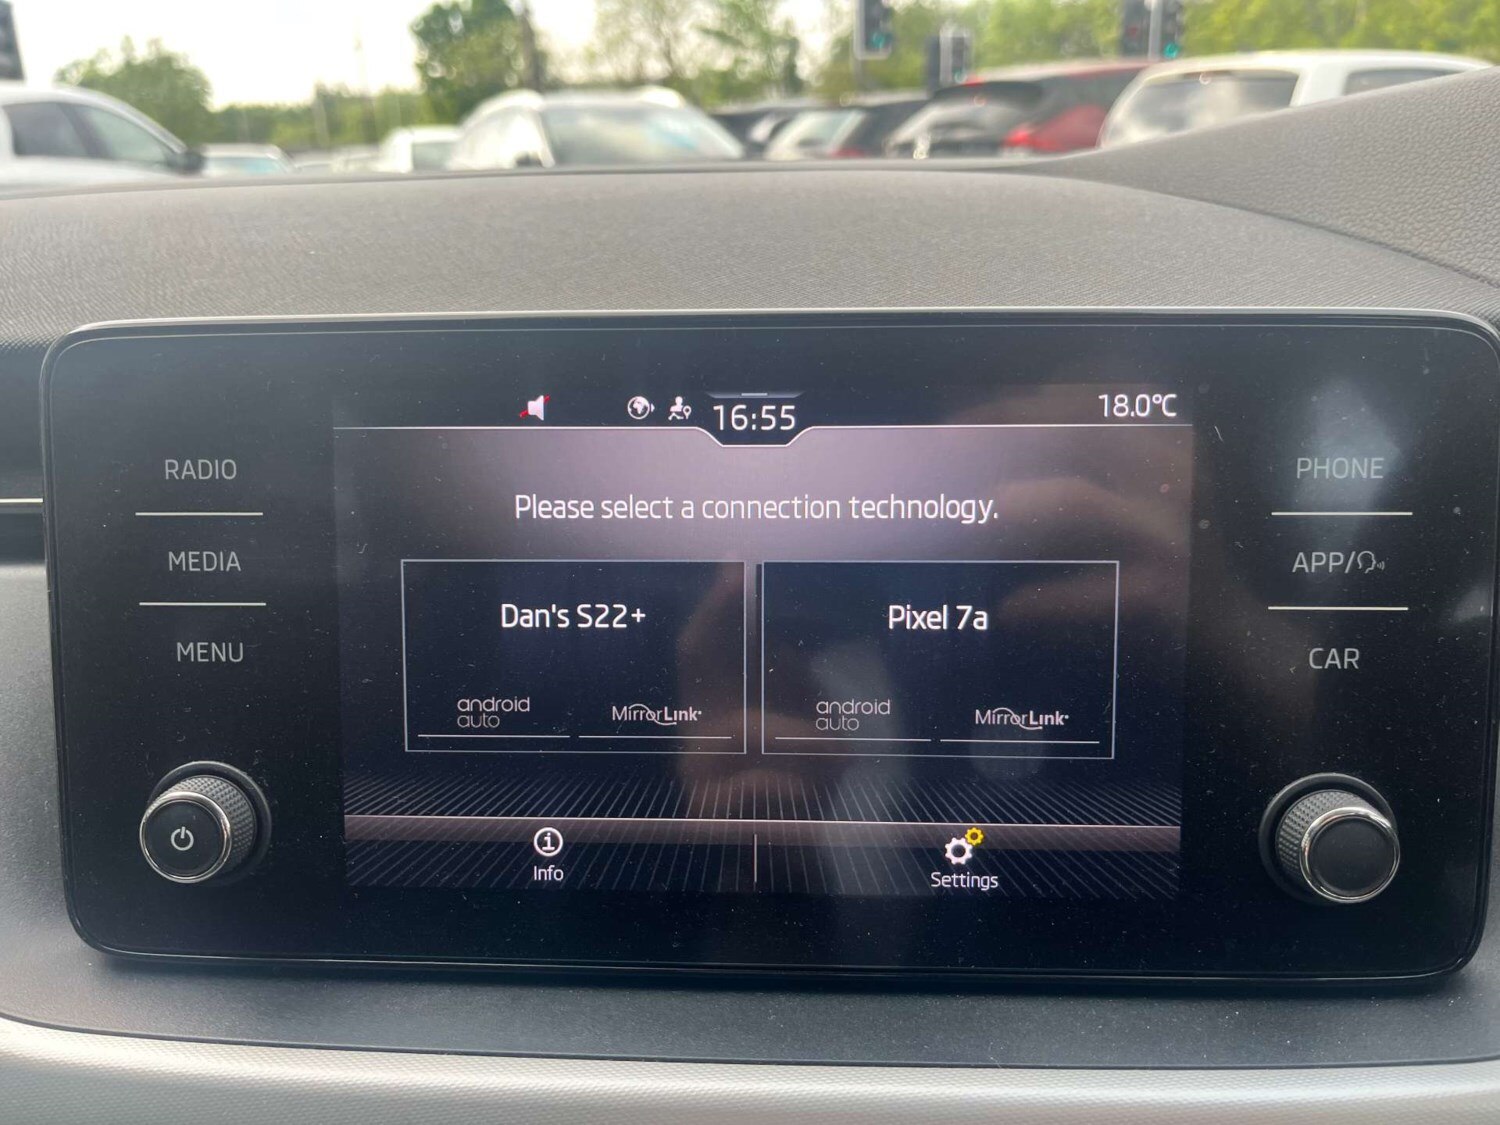 16:55
18.0℃
RADIO
MEDIA
MENU
Please select a connection technology.
Dan's S22+
android
auto
MirrorLink
Pixel 7a
android
auto
MirrorLink
Info
Settings
PHONE
APP/
CAR